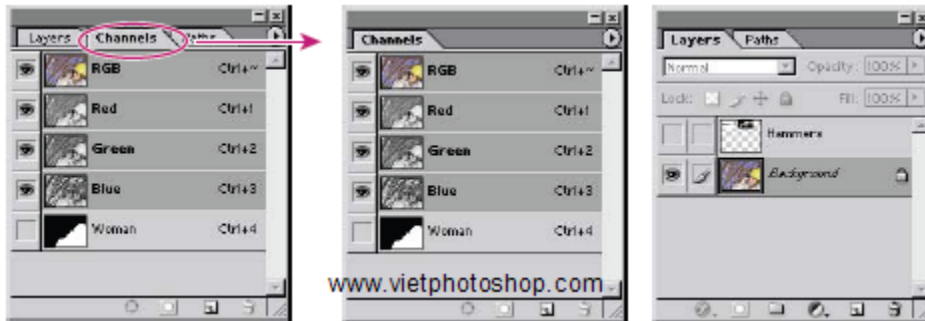 Layers Channels Paths
RGB Ctrl+~
Red Ctrl+1
Green Ctrl+2
Blue Ctrl+3
Woman Ctrl+4
Channels
RGB Ctrl+~
Red Ctrl+1
Green Ctrl+2
Blue Ctrl+3
Woman Ctrl+4
Layers Paths
Normal Opacity: 100%
Lock: Fill: 100%
Hammers
Background
www.vietphotoshop.com